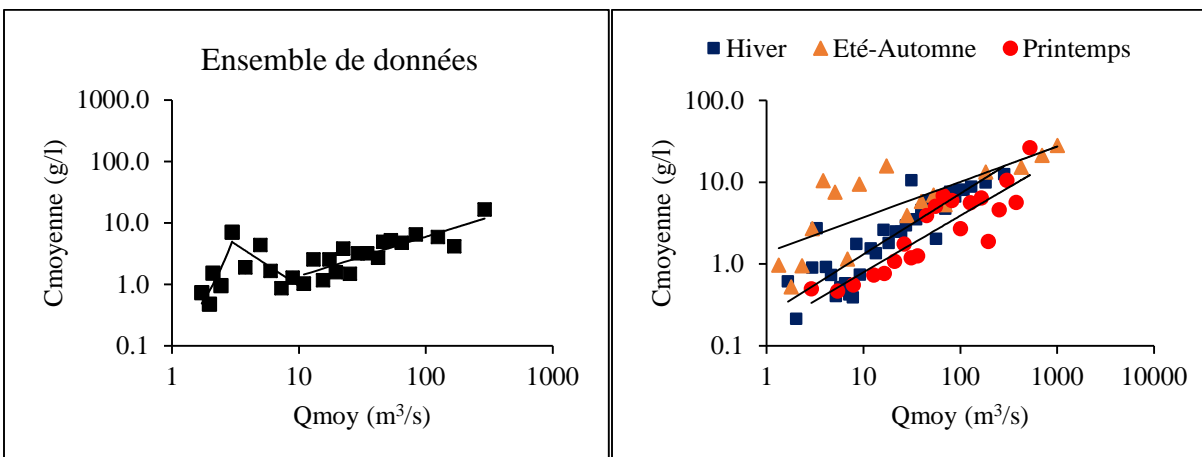 Ensemble de données
1000.0
100.0
10.0
1.0
0.1
1 10 100 1000
Cmoyenne (g/l)
Qmoy (m³/s)
Hiver Eté-Automne Printemps
100.0
10.0
1.0
0.1
1 10 100 1000 10000
Cmoyenne (g/l)
Qmoy (m³/s)